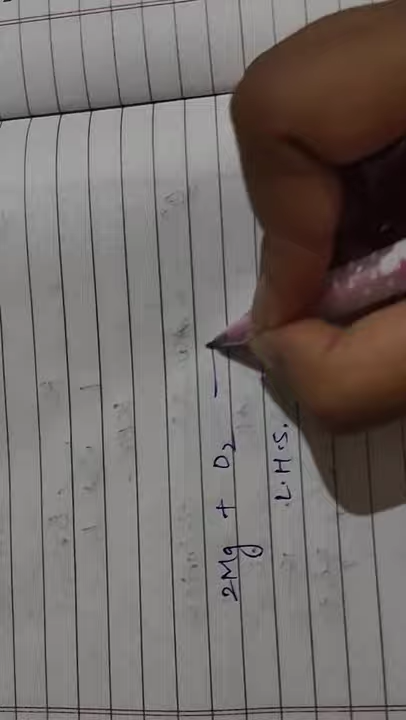 2Mg + O₂ —
L.H.S.